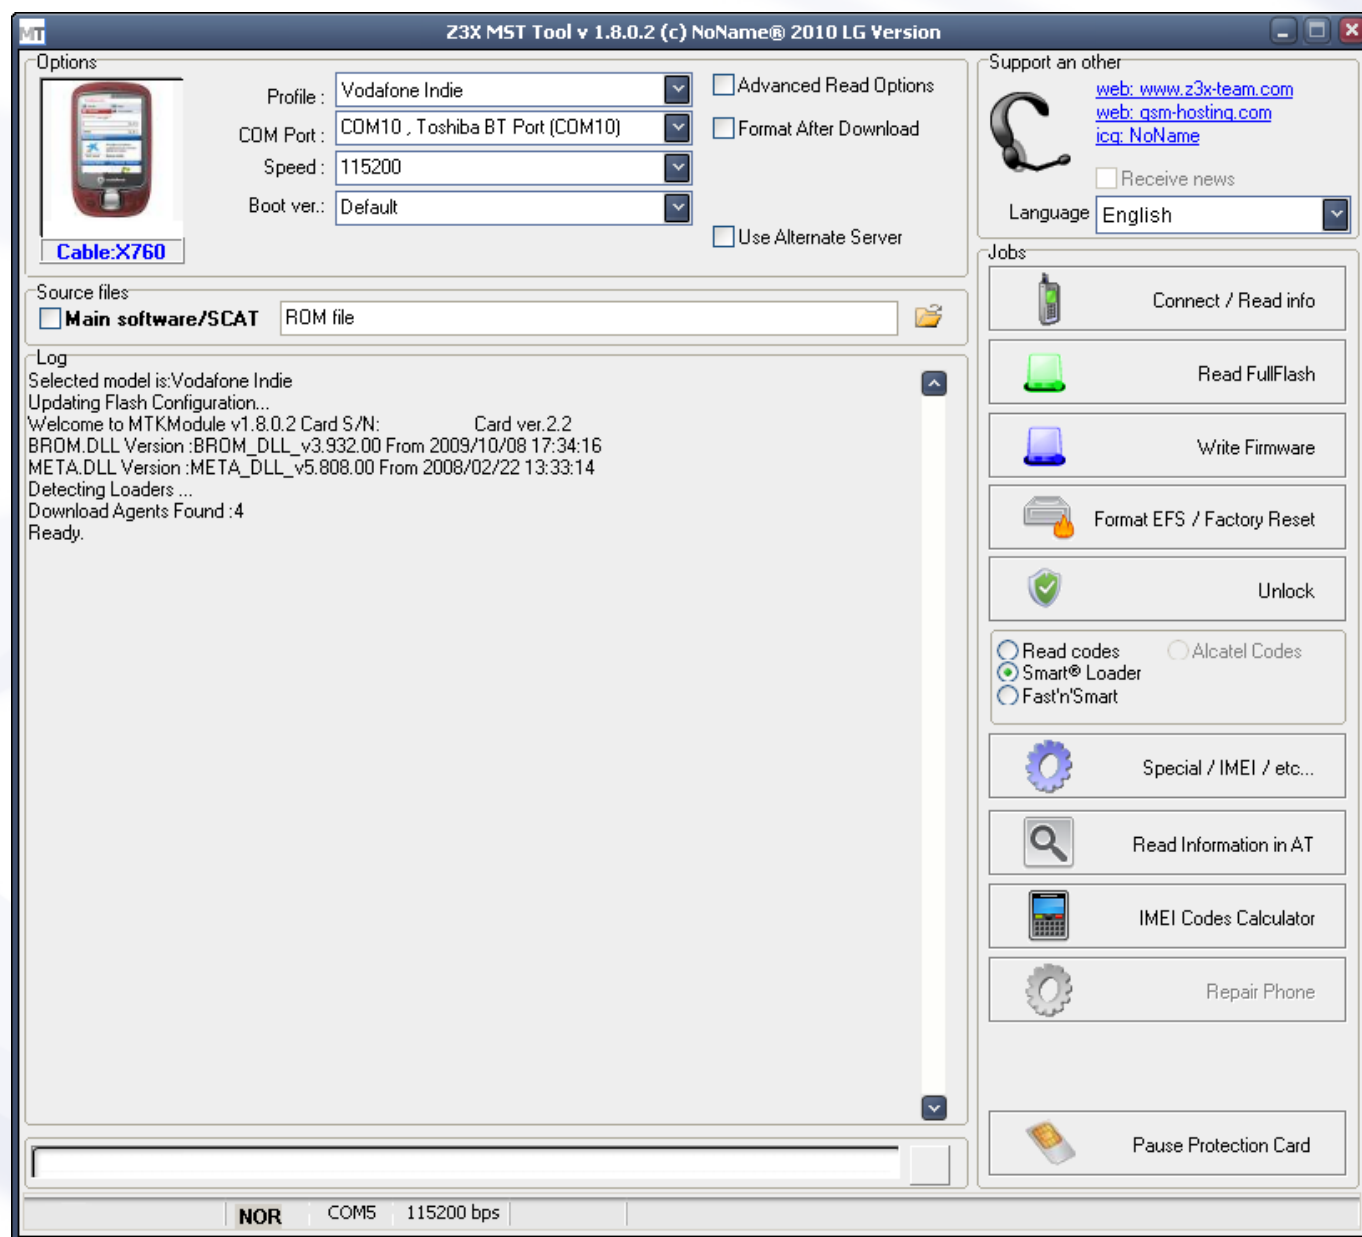 MT
Z3X MST Tool v 1.8.0.2 (c) NoName® 2010 LG Version
Options
Profile :
Vodafone Indie
COM Port :
COM10 , Toshiba BT Port (COM10)
Speed :
115200
Boot ver.:
Default
Cable:X760
Advanced Read Options
Format After Download
Use Alternate Server
Source files
Main software/SCAT
ROM file
Log
Selected model is:Vodafone Indie
Updating Flash Configuration...
Welcome to MTKModule v1.8.0.2 Card S/N: Card ver.2.2
BROM.DLL Version :BROM_DLL_v3.932.00 From 2009/10/08 17:34:16
META.DLL Version :META_DLL_v5.808.00 From 2008/02/22 13:33:14
Detecting Loaders ...
Download Agents Found :4
Ready.
NOR COM5 115200 bps
Support an other
web: www.z3x-team.com
web: gsm-hosting.com
icq: NoName
Receive news
Language
English
Jobs
Connect / Read info
Read FullFlash
Write Firmware
Format EFS / Factory Reset
Unlock
Read codes Alcatel Codes
Smart® Loader
Fast'n'Smart
Special / IMEI / etc...
Read Information in AT
IMEI Codes Calculator
Repair Phone
Pause Protection Card